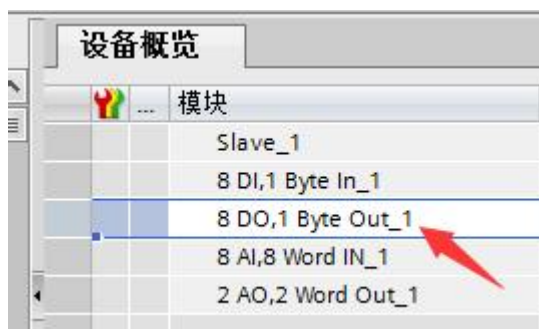 设备概览
... 模块
Slave_1
8 DI,1 Byte In_1
8 DO,1 Byte Out_1
8 AI,8 Word IN_1
2 AO,2 Word Out_1